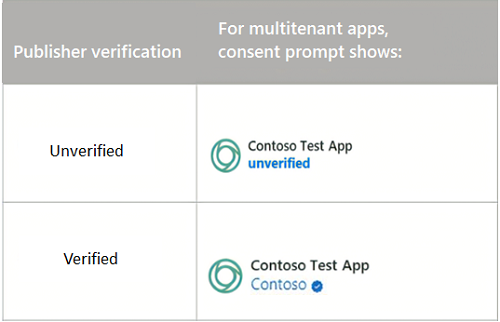 Publisher verification
For multitenant apps,
consent prompt shows:
Unverified
Contoso Test App
unverified
Verified
Contoso Test App
Contoso